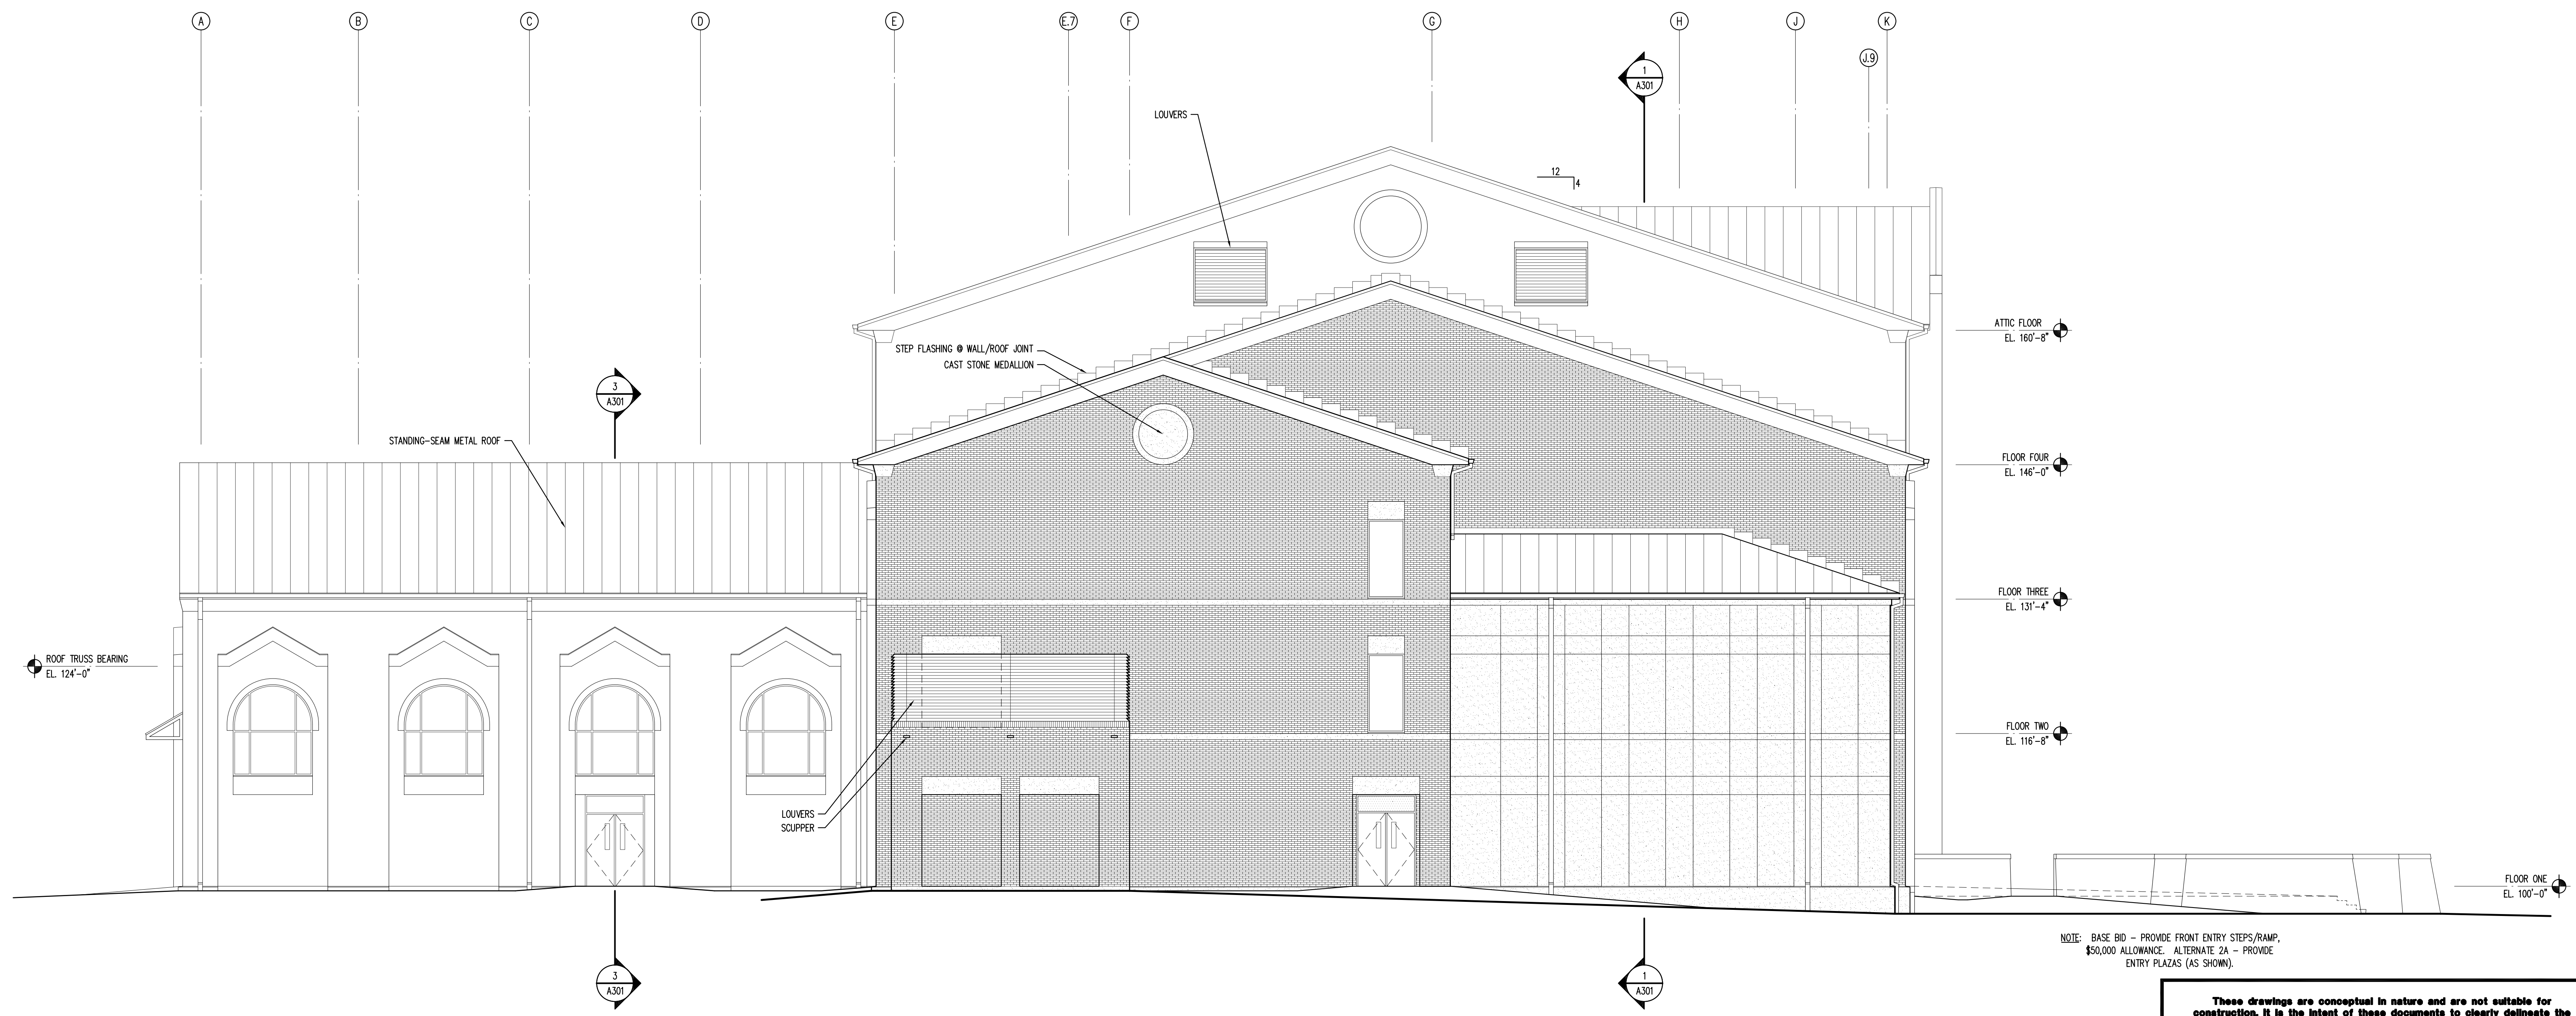 A
B
C
D
E
E.7
F
G
H
J
K
J.9
1
A301
LOUVERS
12
4
ATTIC FLOOR
EL. 160'-8"
STEP FLASHING @ WALL/ROOF JOINT
CAST STONE MEDALLION
3
A301
STANDING-SEAM METAL ROOF
FLOOR FOUR
EL. 146'-0"
FLOOR THREE
EL. 131'-4"
ROOF TRUSS BEARING
EL. 124'-0"
FLOOR TWO
EL. 116'-8"
LOUVERS
SCUPPER
FLOOR ONE
EL. 100'-0"
NOTE: BASE BID - PROVIDE FRONT ENTRY STEPS/RAMP,
$50,000 ALLOWANCE. ALTERNATE 2A - PROVIDE
ENTRY PLAZAS (AS SHOWN).
3
A301
1
A301
These drawings are conceptual in nature and are not suitable for
construction. It is the intent of these documents to clearly delineate the